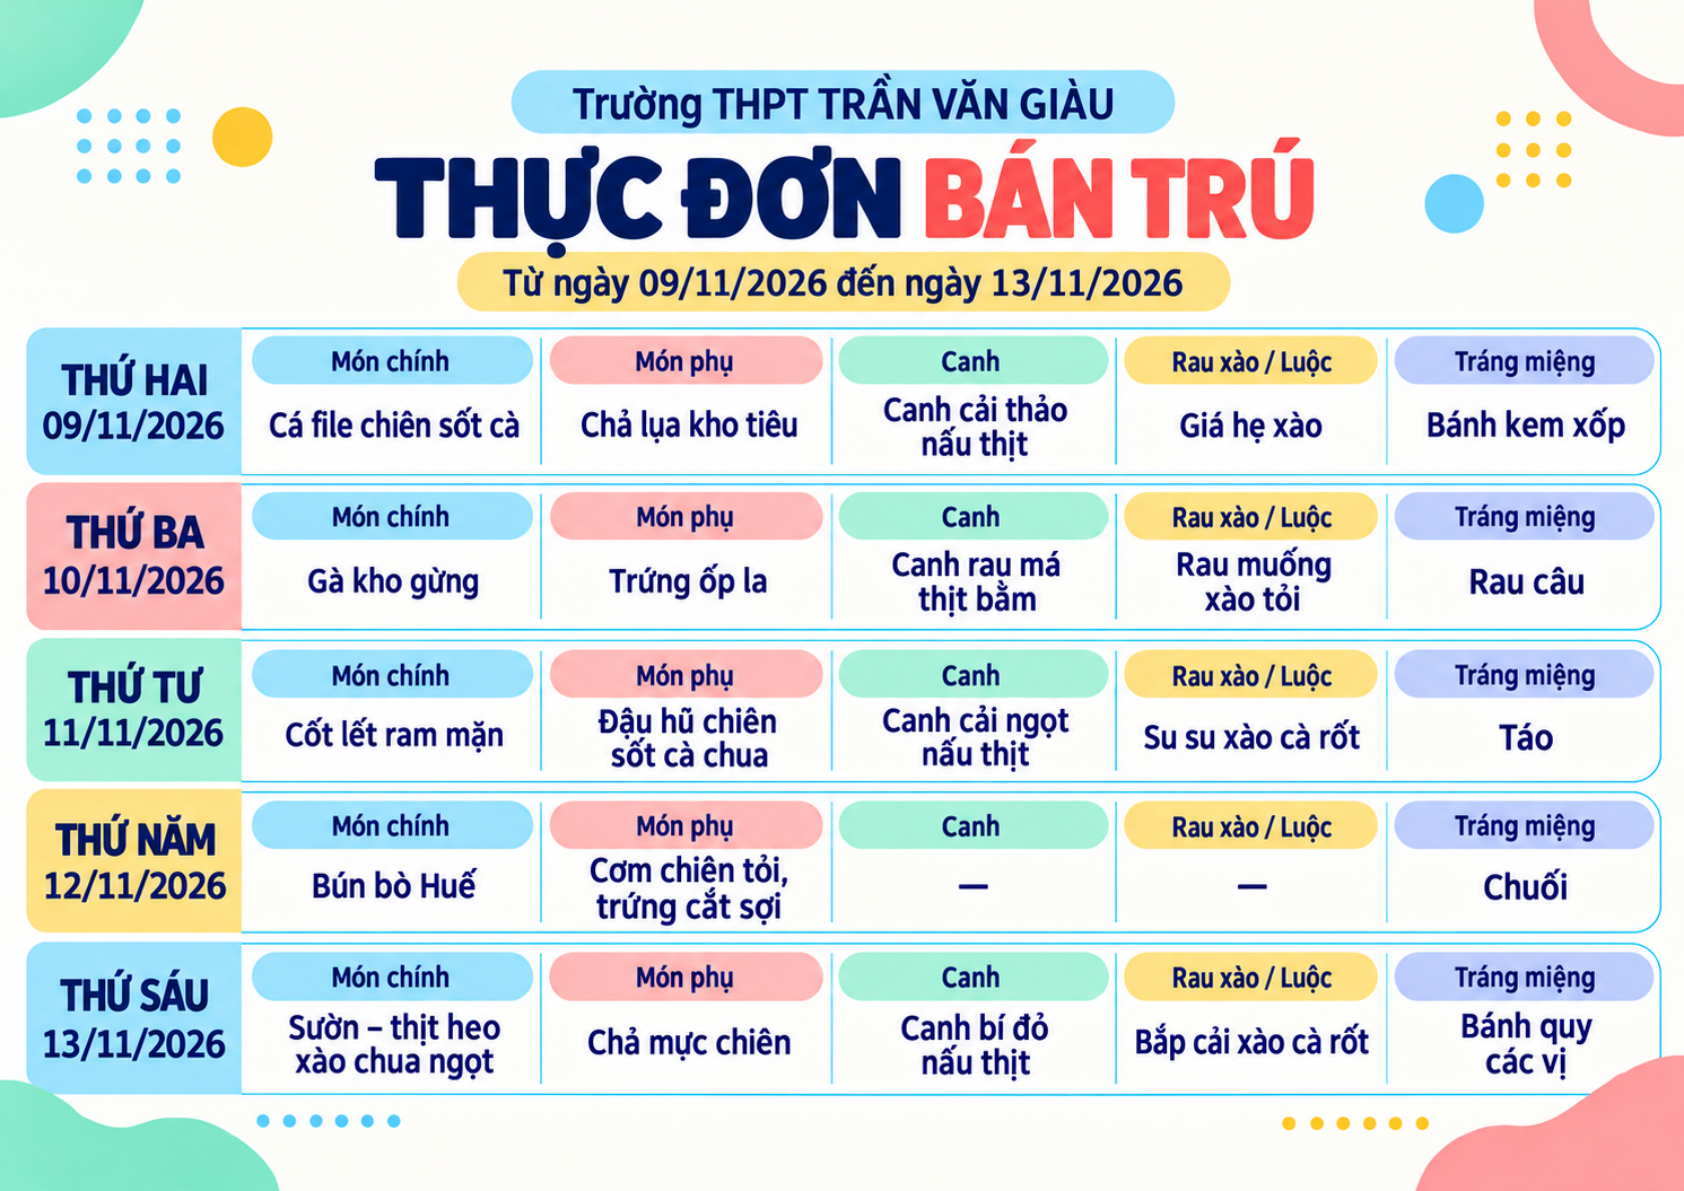 Trường THPT TRẦN VĂN GIÀU
THỰC ĐƠN BÁN TRÚ
Từ ngày 09/11/2026 đến ngày 13/11/2026
THỨ HAI
09/11/2026
Món chính
Cá file chiên sốt cà
Món phụ
Chả lụa kho tiêu
Canh
Canh cải thảo
nấu thịt
Rau xào / Luộc
Giá hẹ xào
Tráng miệng
Bánh kem xốp
THỨ BA
10/11/2026
Món chính
Gà kho gừng
Món phụ
Trứng ốp la
Canh
Canh rau má
thịt bằm
Rau xào / Luộc
Rau muống
xào tỏi
Tráng miệng
Rau câu
THỨ TƯ
11/11/2026
Món chính
Cốt lết ram mặn
Món phụ
Đậu hũ chiên
sốt cà chua
Canh
Canh cải ngọt
nấu thịt
Rau xào / Luộc
Su su xào cà rốt
Tráng miệng
Táo
THỨ NĂM
12/11/2026
Món chính
Bún bò Huế
Món phụ
Cơm chiên tỏi,
trứng cắt sợi
Canh
—
Rau xào / Luộc
—
Tráng miệng
Chuối
THỨ SÁU
13/11/2026
Món chính
Sườn – thịt heo
xào chua ngọt
Món phụ
Chả mực chiên
Canh
Canh bí đỏ
nấu thịt
Rau xào / Luộc
Bắp cải xào cà rốt
Tráng miệng
Bánh quy
các vị